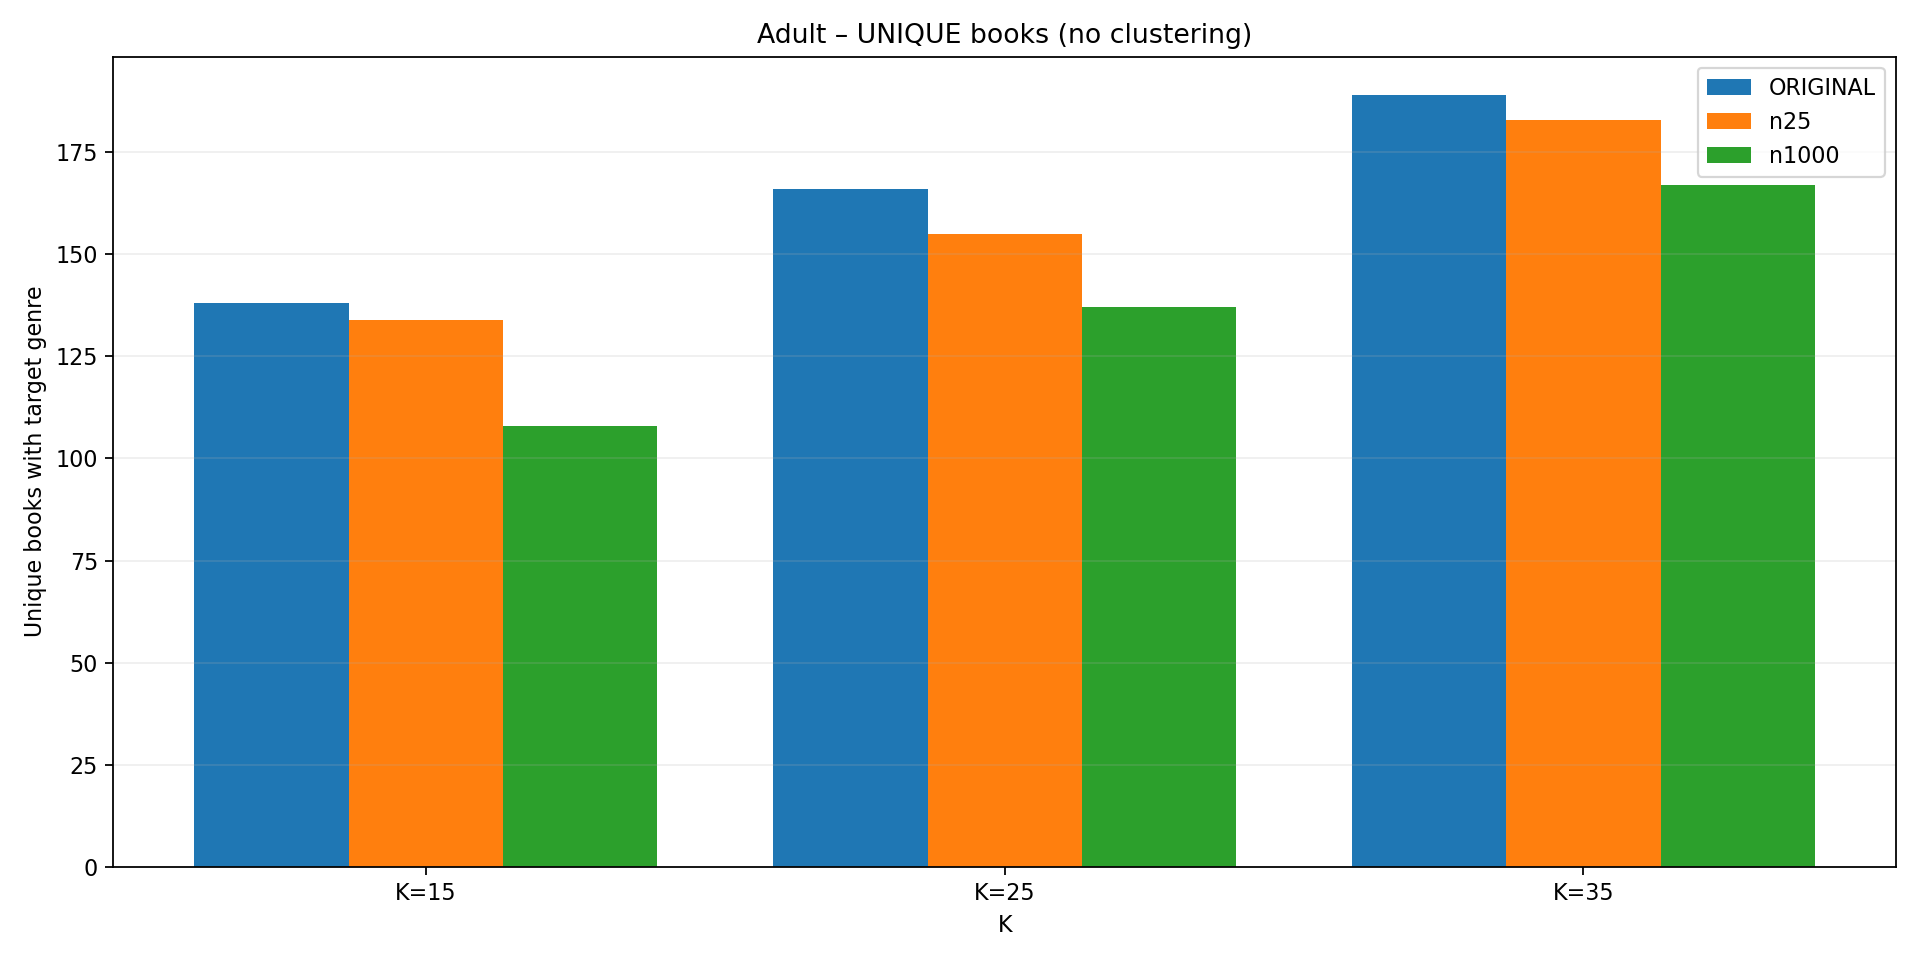 Adult – UNIQUE books (no clustering)
ORIGINAL
n25
n1000
Unique books with target genre
175
150
125
100
75
50
25
0
K=15
K=25
K=35
K